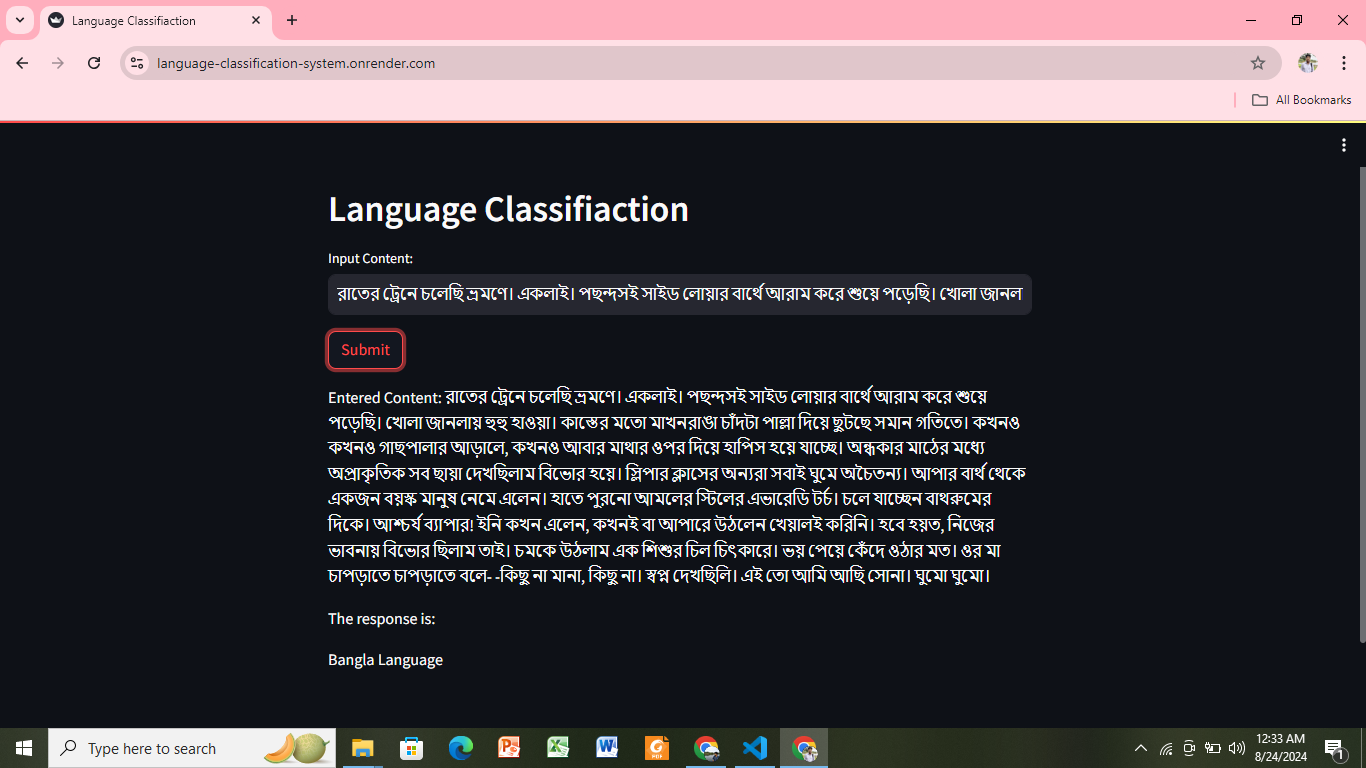 Language Classifiaction
language-classification-system.onrender.com
All Bookmarks
Language Classifiaction
Input Content:
রাতের ট্রেনে চলেছি ভ্রমণে। একলাই। পছন্দসই সাইড লোয়ার বার্থে আরাম করে শুয়ে পড়েছি। খোলা জানল
Submit
Entered Content: রাতের ট্রেনে চলেছি ভ্রমণে। একলাই। পছন্দসই সাইড লোয়ার বার্থে আরাম করে শুয়ে
পড়েছি। খোলা জানলায় হুহু হাওয়া। কাস্তের মতো মাখনরাঙা চাঁদটা পাল্লা দিয়ে ছুটছে সমান গতিতে। কখনও
কখনও গাছপালার আড়ালে, কখনও আবার মাথার ওপর দিয়ে হাপিস হয়ে যাচ্ছে। অন্ধকার মাঠের মধ্যে
অপ্রাকৃতিক সব ছায়া দেখছিলাম বিভোর হয়ে। স্লিপার ক্লাসের অন্যরা সবাই ঘুমে অচৈতন্য। আপার বার্থ থেকে
একজন বয়স্ক মানুষ নেমে এলেন। হাতে পুরনো আমলের স্টিলের এভারেডি টর্চ। চলে যাচ্ছেন বাথরুমের
দিকে। আশ্চর্য ব্যাপার! ইনি কখন এলেন, কখনই বা আপারে উঠলেন খেয়ালই করিনি। হবে হয়ত, নিজের
ভাবনায় বিভোর ছিলাম তাই। চমকে উঠলাম এক শিশুর চিল চিৎকারে। ভয় পেয়ে কেঁদে ওঠার মত। ওর মা
চাপড়াতে চাপড়াতে বলে- -কিছু না মানা, কিছু না। স্বপ্ন দেখছিলি। এই তো আমি আছি সোনা। ঘুমো ঘুমো।
The response is:
Bangla Language
Type here to search
12:33 AM
8/24/2024
1